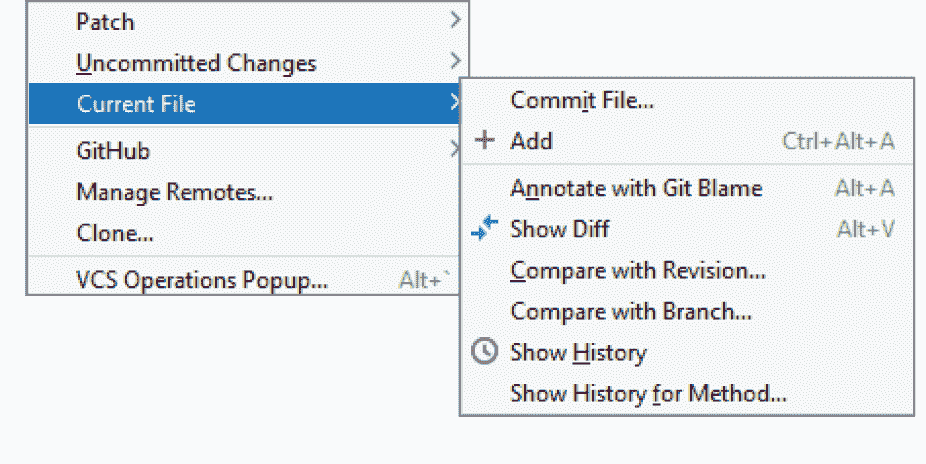 Patch
Uncommitted Changes
Current File
GitHub
Manage Remotes...
Clone...
VCS Operations Popup... Alt+`
Commit File...
Add Ctrl+Alt+A
Annotate with Git Blame Alt+A
Show Diff Alt+V
Compare with Revision...
Compare with Branch...
Show History
Show History for Method...